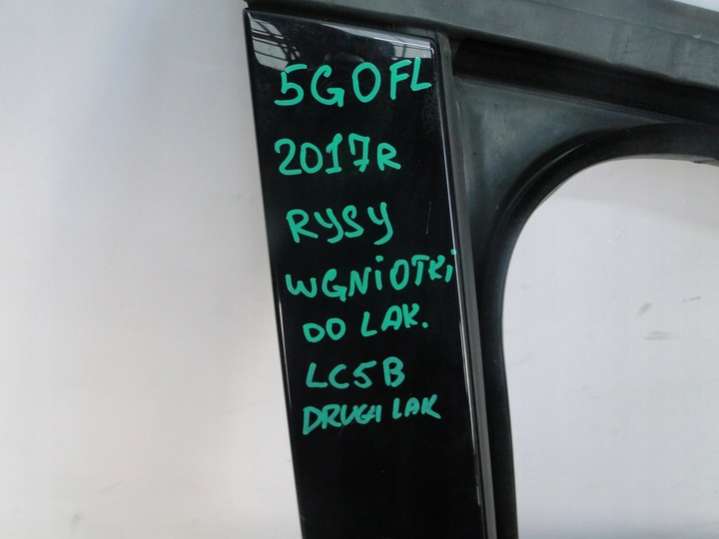 5G0FL
2017R
RYSY
WGNiOTKi
DO LAK.
LC5B
DRUGI LAK